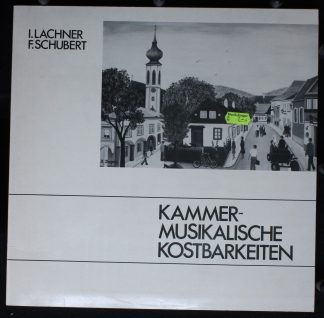 I. LACHNER
F. SCHUBERT
KAMMER-
MUSIKALISCHE
KOSTBARKEITEN